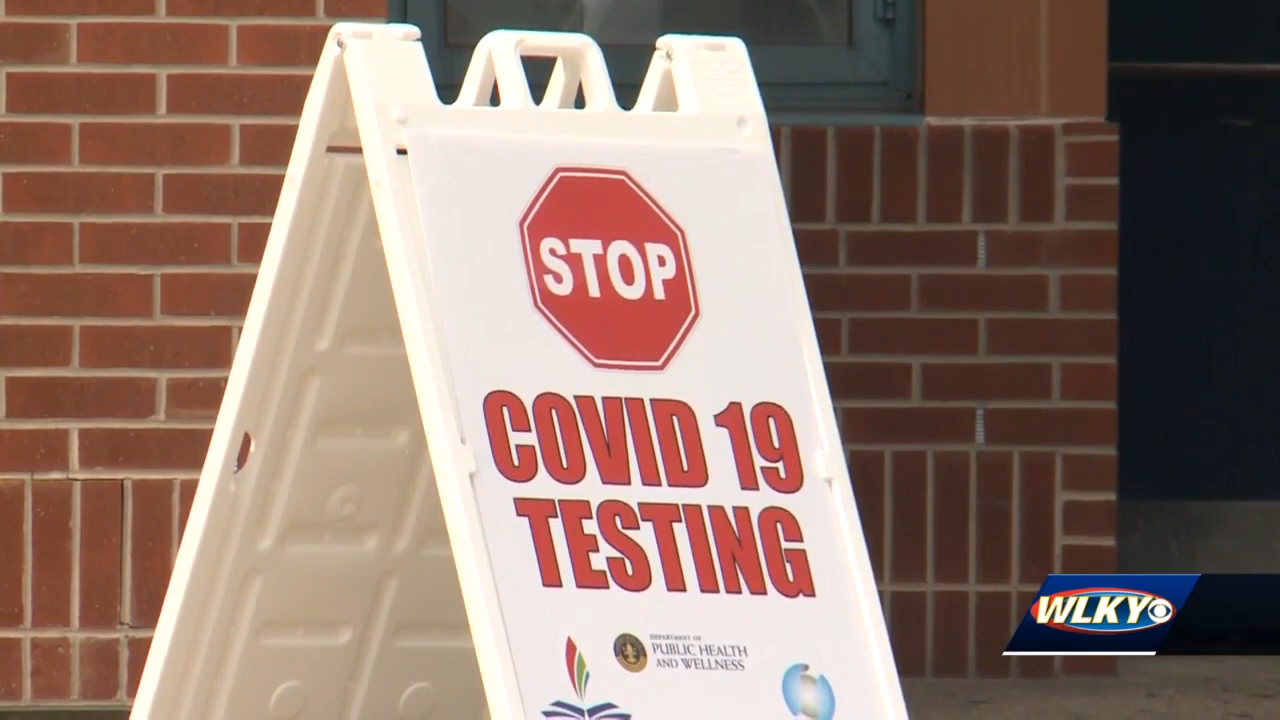 STOP
COVID 19
TESTING
DEPARTMENT OF
PUBLIC HEALTH
AND WELLNESS
WLKY